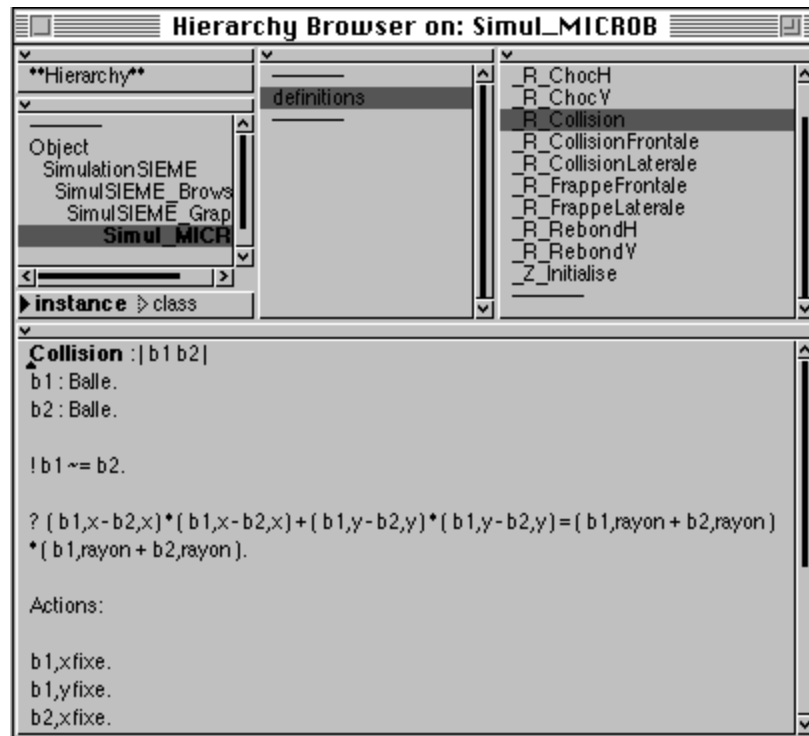 Hierarchy Browser on: Simul_MICROB
**Hierarchy**
Object
SimulationSIEME
SimulSIEME_Brows
SimulSIEME_Grap
Simul_MICR
instance class
definitions
_R_ChocH
_R_ChocV
_R_Collision
_R_CollisionFrontale
_R_CollisionLaterale
_R_FrappeFrontale
_R_FrappeLaterale
_R_RebondH
_R_RebondV
_Z_Initialise
Collision :| b1 b2|
b1 : Balle.
b2 : Balle.
! b1 ~= b2.
? ( b1,x - b2,x) * ( b1,x - b2,x) + ( b1,y - b2,y) * ( b1,y - b2,y) = ( b1,rayon + b2,rayon )
* ( b1,rayon + b2,rayon ).
Actions:
b1,xfixe.
b1,yfixe.
b2,xfixe.